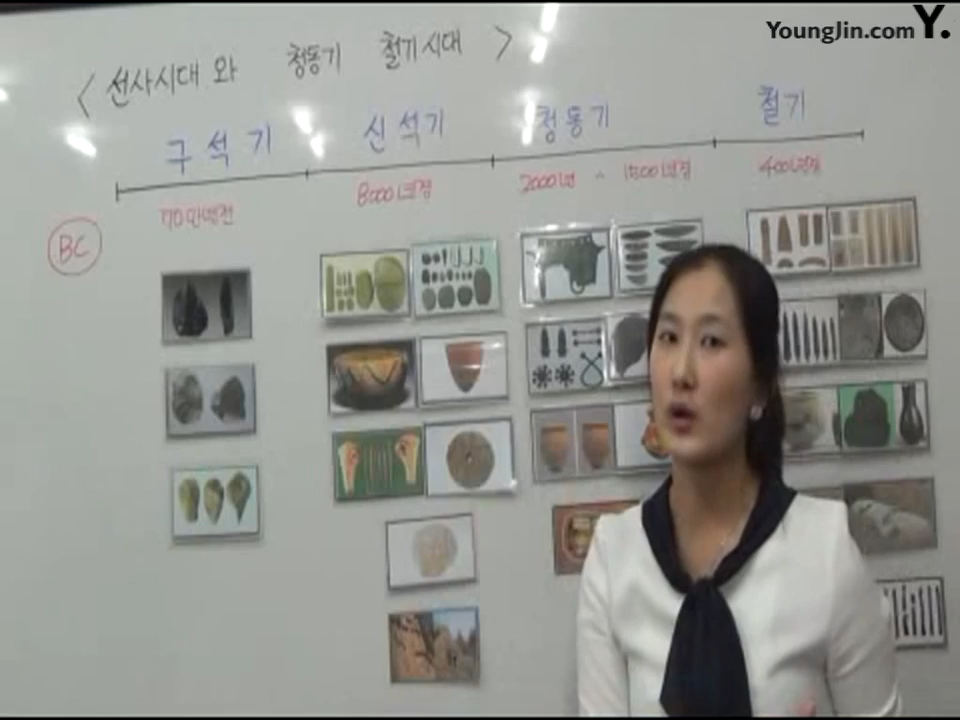 YoungJin.com Y.
< 선사시대 와 청동기 철기시대 >
구석기 신석기 청동기 철기
70만년전 8000년경 2000년 ~ 1500년경 400년경
BC